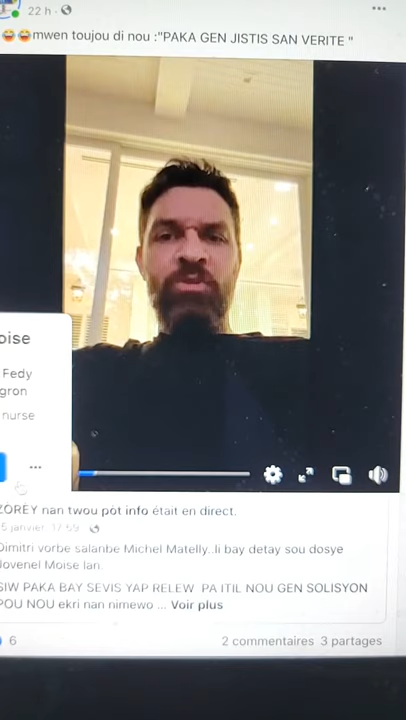 22 h
😂😂mwen toujou di nou :"PAKA GEN JISTIS SAN VERITE "
oise
Fedy
gron
nurse
ZOREY nan twou pòt info était en direct.
5 janvier, 17:59
Dimitri vorbe salanbe Michel Matelly..li bay detay sou dosye
Jovenel Moise lan.
SIW PAKA BAY SEVIS YAP RELEW PA ITIL NOU GEN SOLISYON
POU NOU ekri nan nimewo ... Voir plus
6
2 commentaires 3 partages